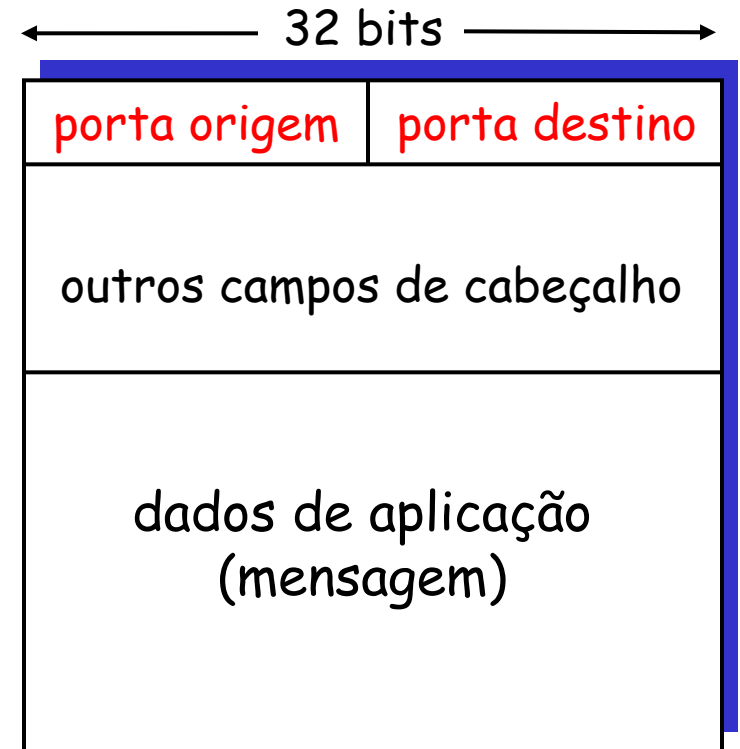 32 bits
porta origem porta destino
outros campos de cabeçalho
dados de aplicação
(mensagem)